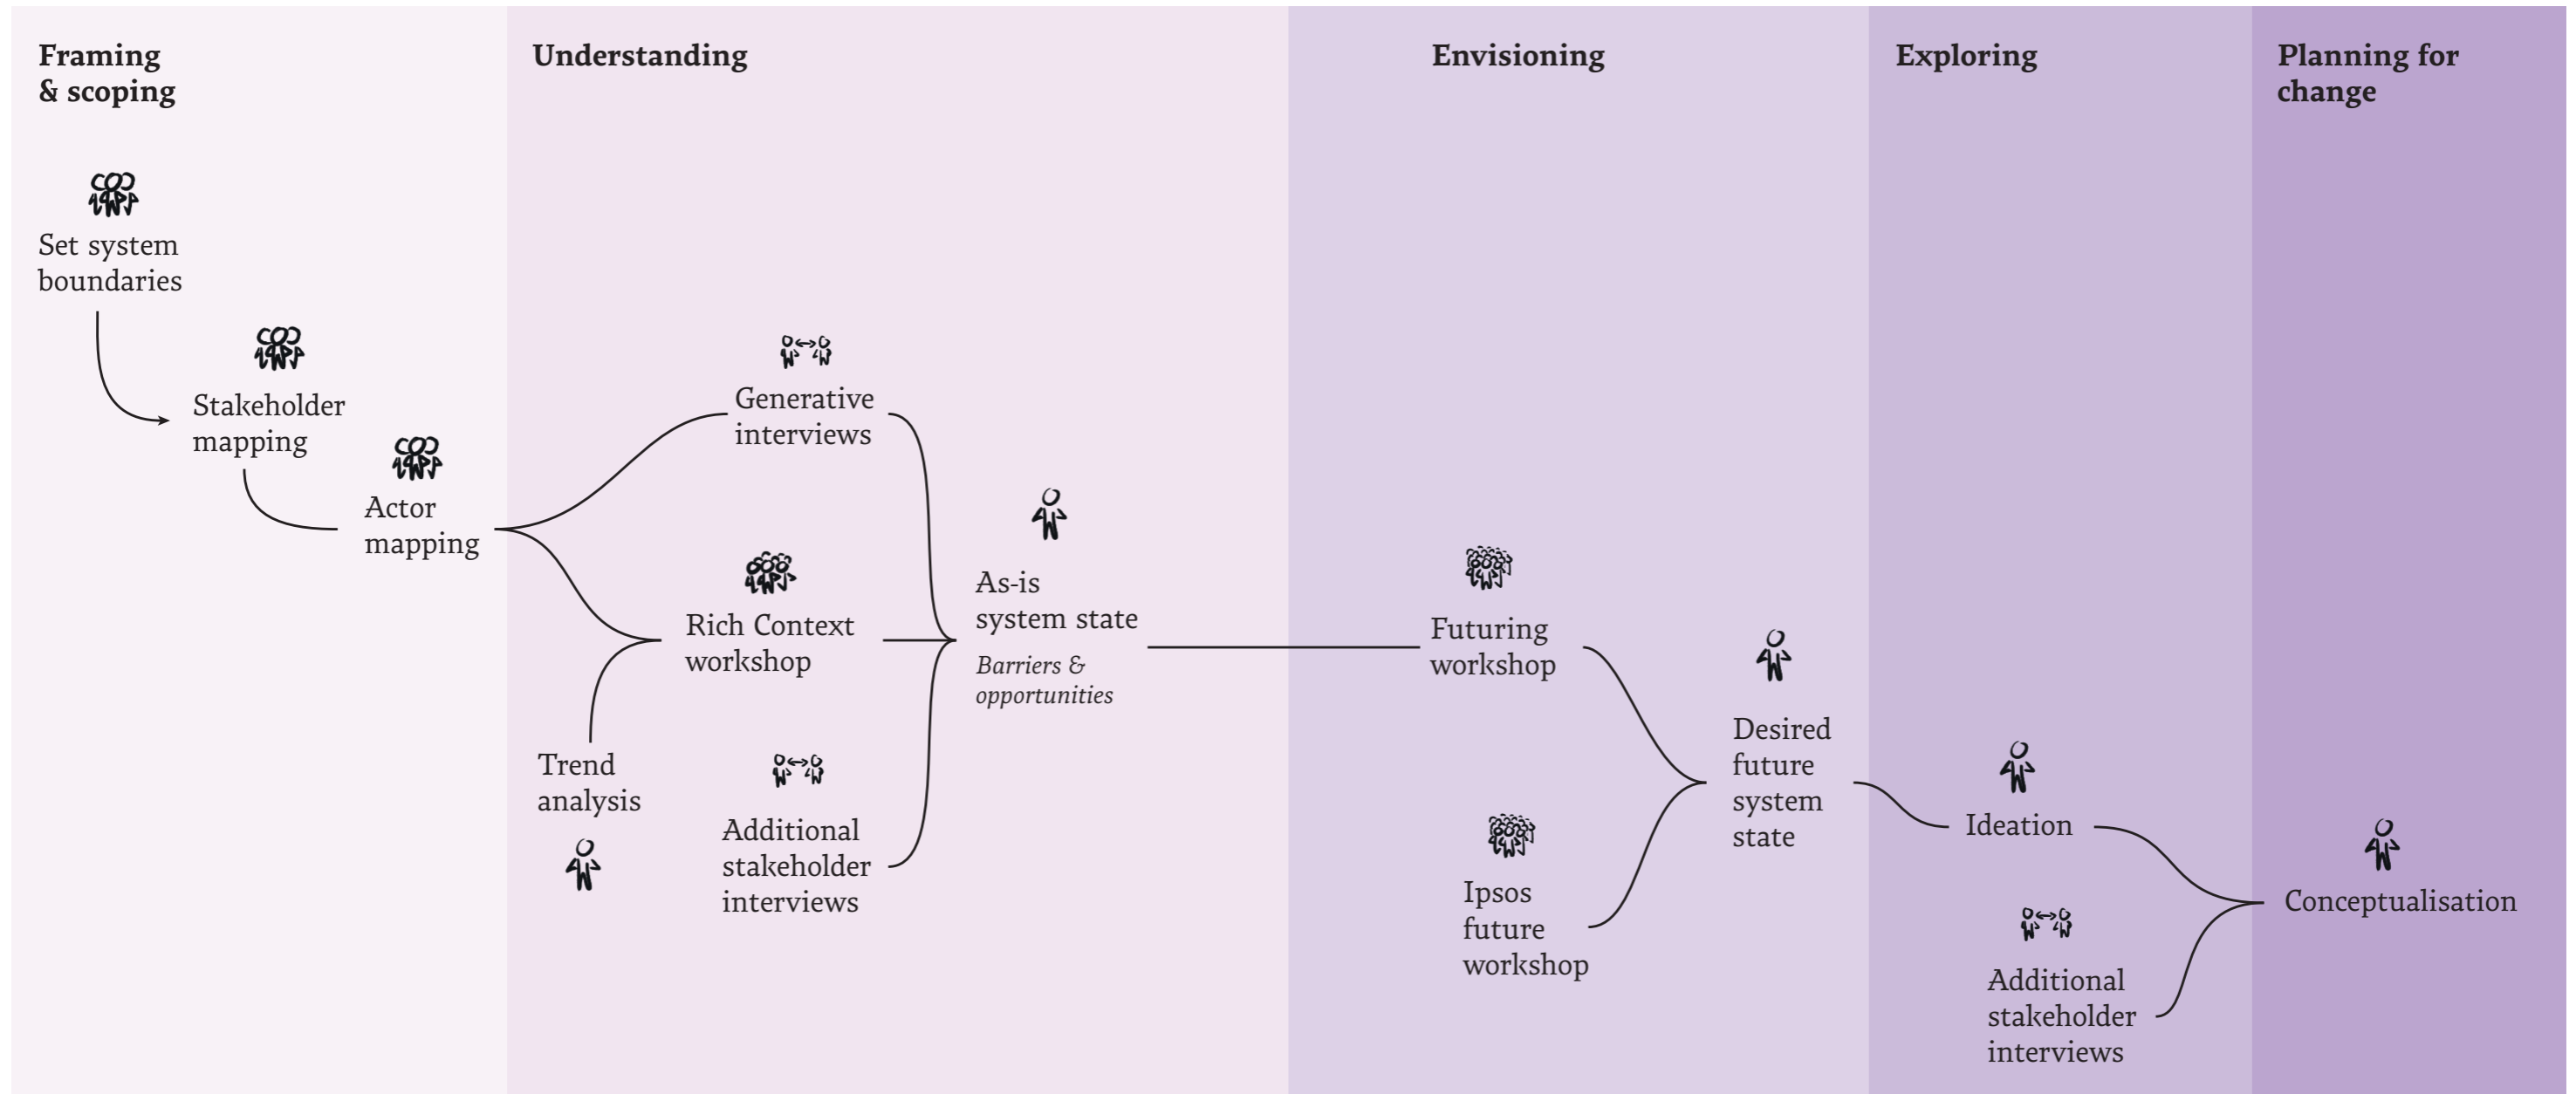 Framing
& scoping
Understanding
Envisioning
Exploring
Planning for
change
Set system
boundaries
Stakeholder
mapping
Actor
mapping
Generative
interviews
Rich Context
workshop
Trend
analysis
Additional
stakeholder
interviews
As-is
system state
Barriers &
opportunities
Futuring
workshop
Ipsos
future
workshop
Desired
future
system
state
Ideation
Additional
stakeholder
interviews
Conceptualisation